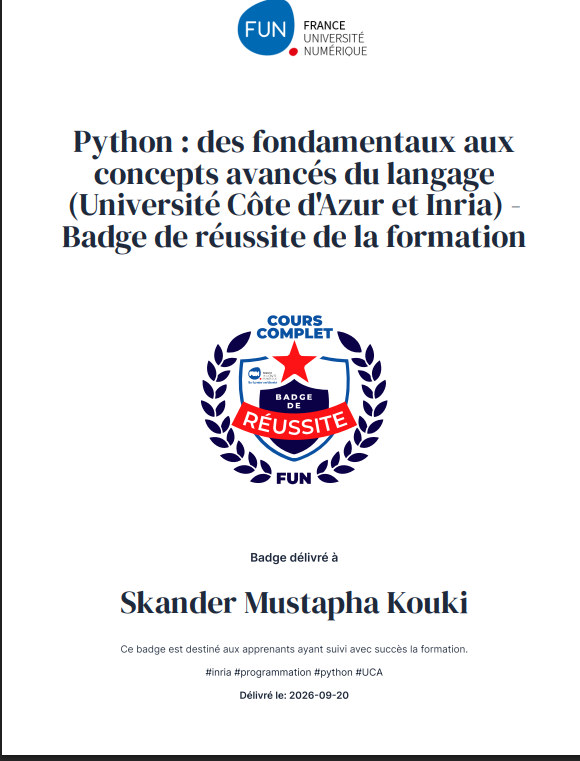 FUN
FRANCE
UNIVERSITÉ
NUMÉRIQUE
Python : des fondamentaux aux
concepts avancés du langage
(Université Côte d'Azur et Inria) -
Badge de réussite de la formation
COURS
COMPLET
BADGE
DE
RÉUSSITE
FUN
Badge délivré à
Skander Mustapha Kouki
Ce badge est destiné aux apprenants ayant suivi avec succès la formation.
#inria #programmation #python #UCA
Délivré le: 2026-09-20